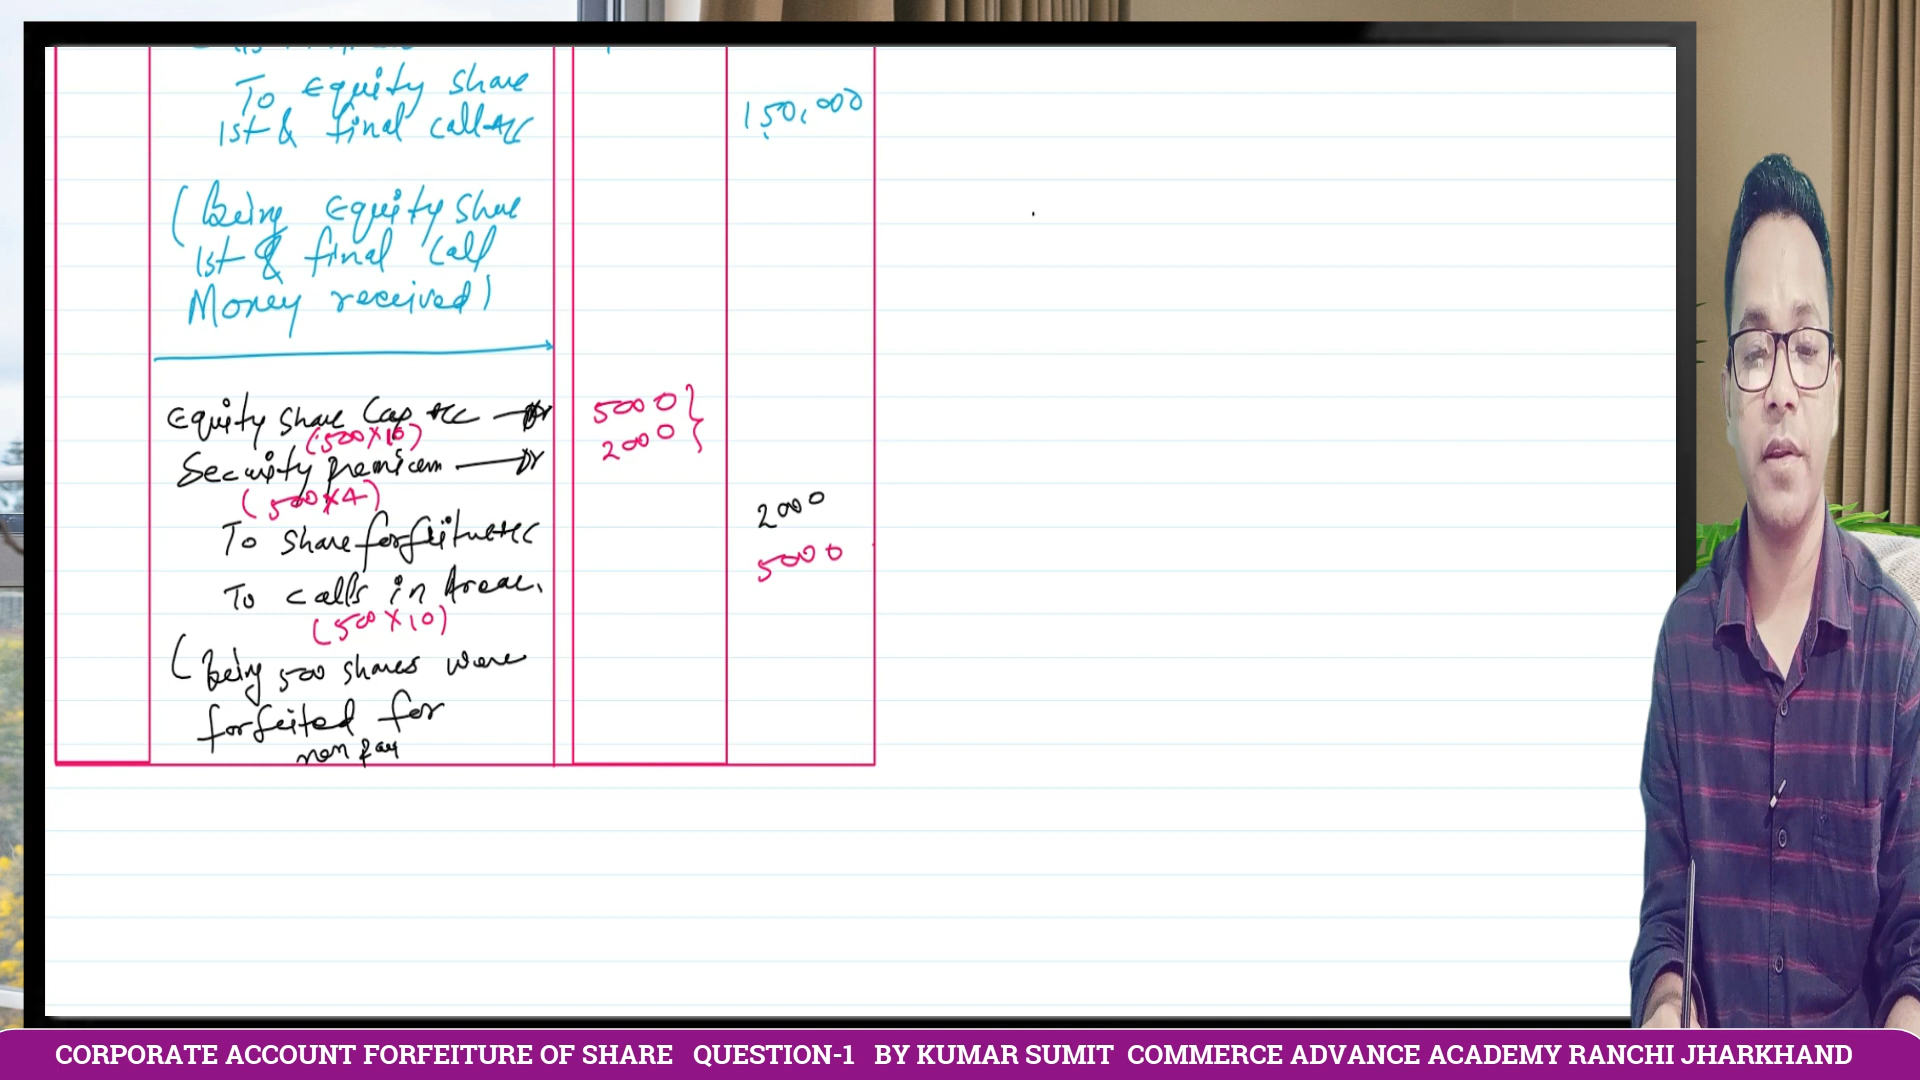 To Equity Share
1st & final call A/c
150,000
(Being Equity Share
1st & final Call
Money received)
Equity Share Cap A/c Dr
5000
(500×10)
2000
Security premium Dr
(500×4)
2000
To Share forfeiture A/c
5000
To calls in Arear.
(500×10)
(Being 500 shares were
forfeited for
non pay
CORPORATE ACCOUNT FORFEITURE OF SHARE QUESTION-1 BY KUMAR SUMIT COMMERCE ADVANCE ACADEMY RANCHI JHARKHAND